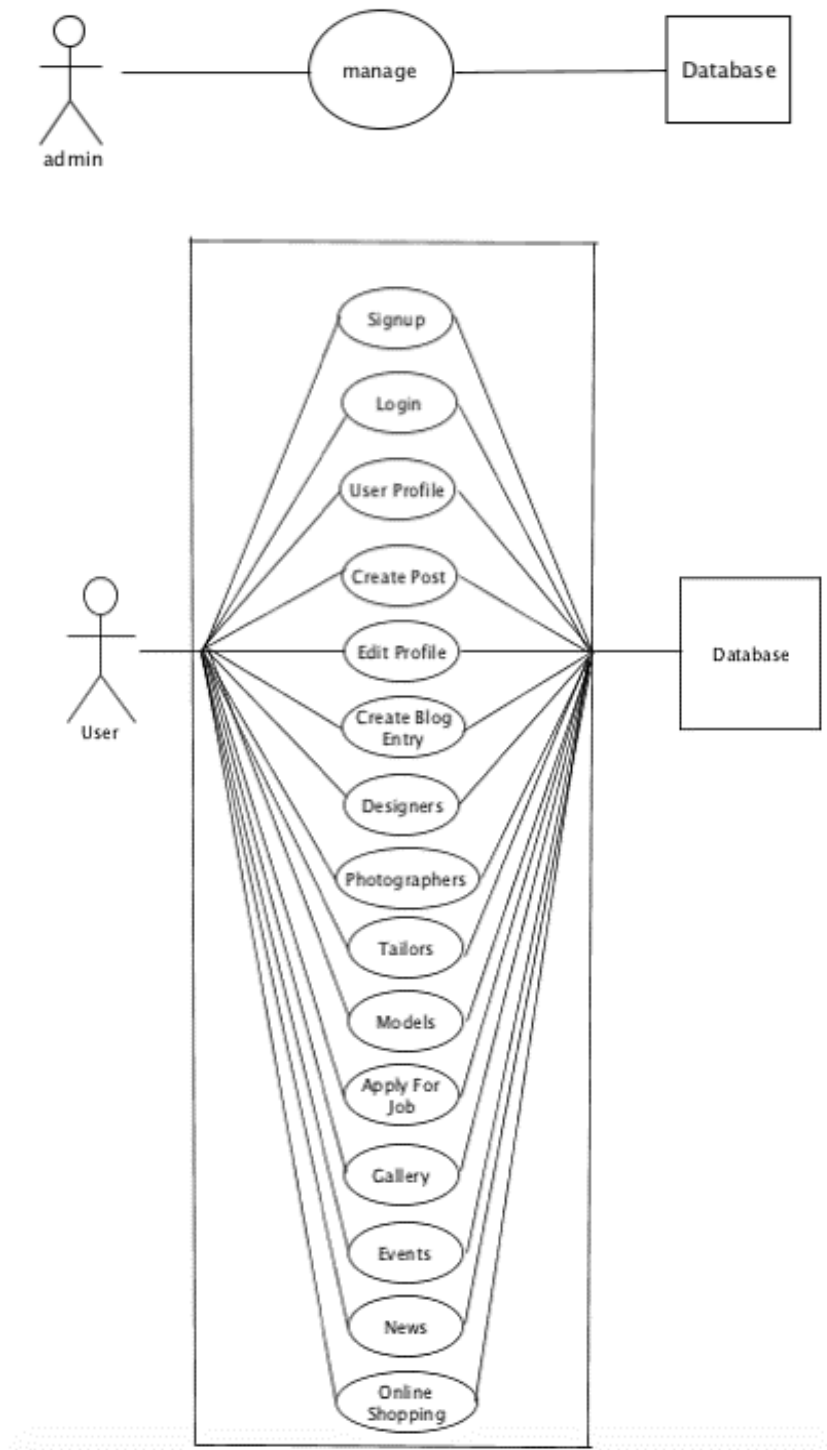 manage
Database
admin
Signup
Login
User Profile
Create Post
Edit Profile
Database
User
Create Blog
Entry
Designers
Photographers
Tailors
Models
Apply For
Job
Gallery
Events
News
Online
Shopping